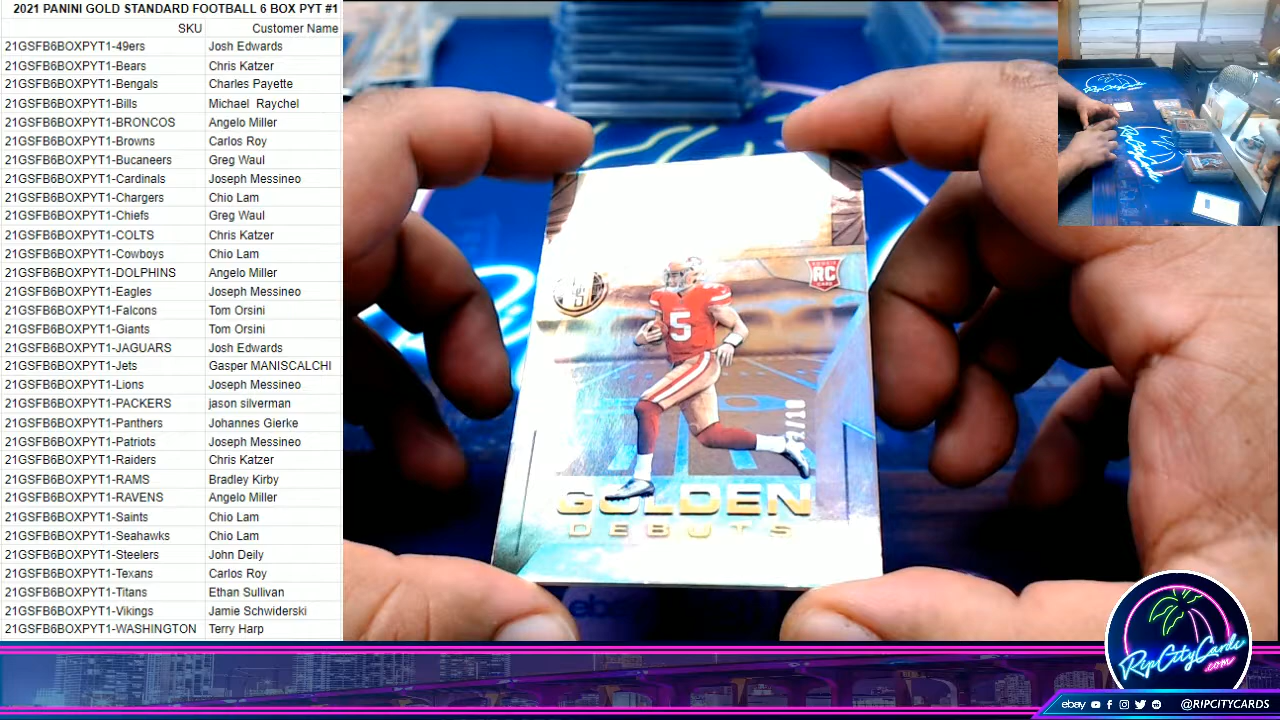 2021 PANINI GOLD STANDARD FOOTBALL 6 BOX PYT #1
SKU Customer Name
21GSFB6BOXPYT1-49ers Josh Edwards
21GSFB6BOXPYT1-Bears Chris Katzer
21GSFB6BOXPYT1-Bengals Charles Payette
21GSFB6BOXPYT1-Bills Michael Raychel
21GSFB6BOXPYT1-BRONCOS Angelo Miller
21GSFB6BOXPYT1-Browns Carlos Roy
21GSFB6BOXPYT1-Bucaneers Greg Waul
21GSFB6BOXPYT1-Cardinals Joseph Messineo
21GSFB6BOXPYT1-Chargers Chio Lam
21GSFB6BOXPYT1-Chiefs Greg Waul
21GSFB6BOXPYT1-COLTS Chris Katzer
21GSFB6BOXPYT1-Cowboys Chio Lam
21GSFB6BOXPYT1-DOLPHINS Angelo Miller
21GSFB6BOXPYT1-Eagles Joseph Messineo
21GSFB6BOXPYT1-Falcons Tom Orsini
21GSFB6BOXPYT1-Giants Tom Orsini
21GSFB6BOXPYT1-JAGUARS Josh Edwards
21GSFB6BOXPYT1-Jets Gasper MANISCALCHI
21GSFB6BOXPYT1-Lions Joseph Messineo
21GSFB6BOXPYT1-PACKERS jason silverman
21GSFB6BOXPYT1-Panthers Johannes Gierke
21GSFB6BOXPYT1-Patriots Joseph Messineo
21GSFB6BOXPYT1-Raiders Chris Katzer
21GSFB6BOXPYT1-RAMS Bradley Kirby
21GSFB6BOXPYT1-RAVENS Angelo Miller
21GSFB6BOXPYT1-Saints Chio Lam
21GSFB6BOXPYT1-Seahawks Chio Lam
21GSFB6BOXPYT1-Steelers John Deily
21GSFB6BOXPYT1-Texans Carlos Roy
21GSFB6BOXPYT1-Titans Ethan Sullivan
21GSFB6BOXPYT1-Vikings Jamie Schwiderski
21GSFB6BOXPYT1-WASHINGTON Terry Harp
RC
5
GOLDEN
DEBUTS
RipCityCards
.com
ebay
@RIPCITYCARDS